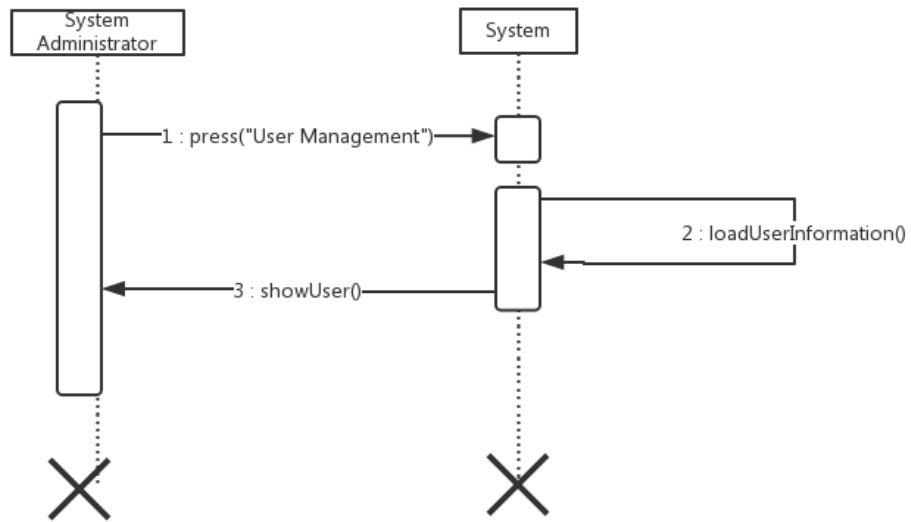 System
Administrator
System
1 : press("User Management")
2 : loadUserInformation()
3 : showUser()